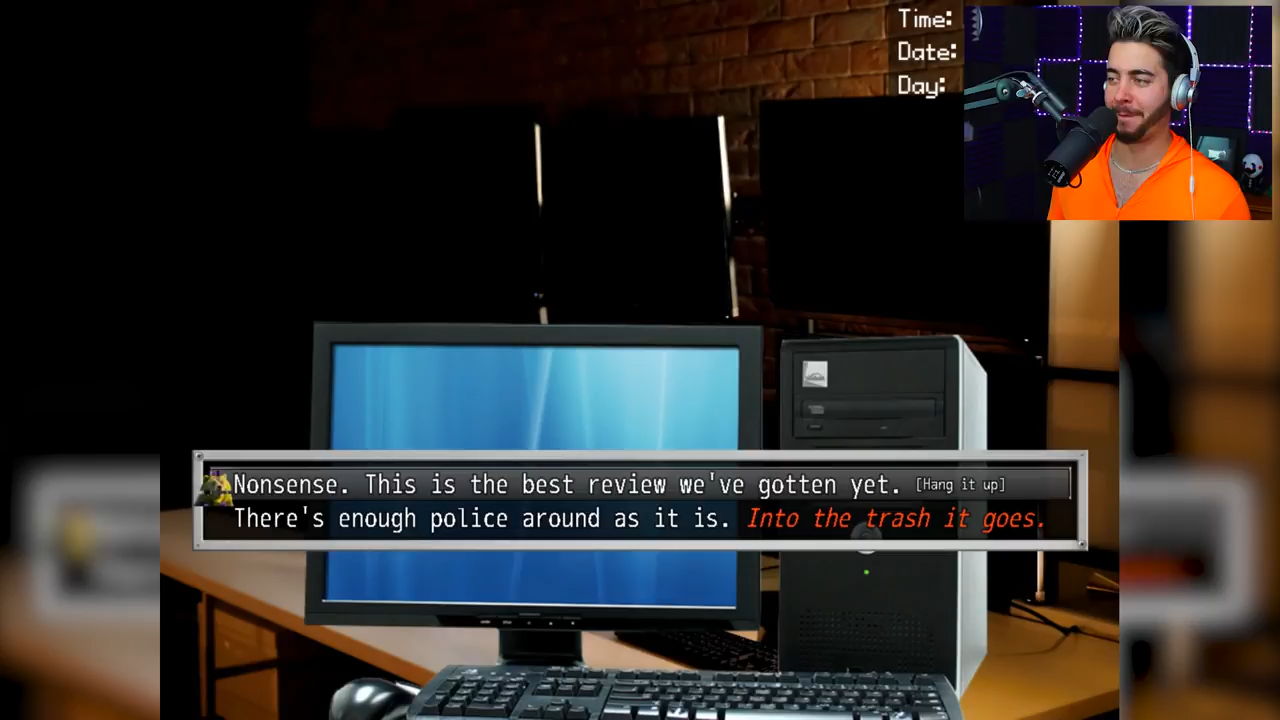 Time:
Date:
Day:
Nonsense. This is the best review we've gotten yet. [Hang it up]
There's enough police around as it is. Into the trash it goes.